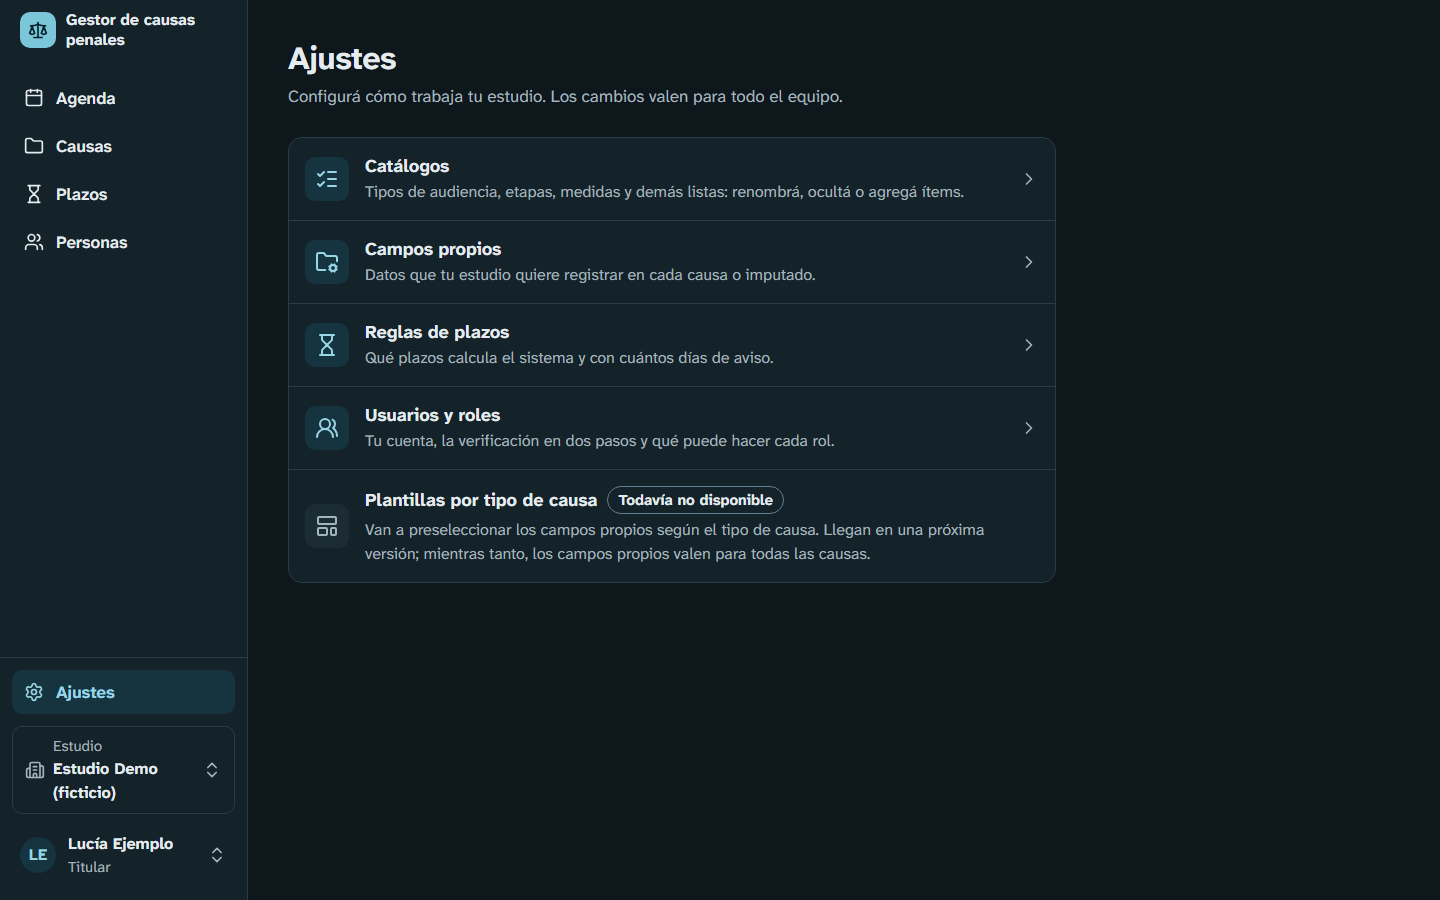 Gestor de causas
penales
Agenda
Causas
Plazos
Personas
Ajustes
Estudio
Estudio Demo
(ficticio)
LE
Lucía Ejemplo
Titular
Ajustes
Configurá cómo trabaja tu estudio. Los cambios valen para todo el equipo.
Catálogos
Tipos de audiencia, etapas, medidas y demás listas: renombrá, ocultá o agregá ítems.
Campos propios
Datos que tu estudio quiere registrar en cada causa o imputado.
Reglas de plazos
Qué plazos calcula el sistema y con cuántos días de aviso.
Usuarios y roles
Tu cuenta, la verificación en dos pasos y qué puede hacer cada rol.
Plantillas por tipo de causa Todavía no disponible
Van a preseleccionar los campos propios según el tipo de causa. Llegan en una próxima
versión; mientras tanto, los campos propios valen para todas las causas.